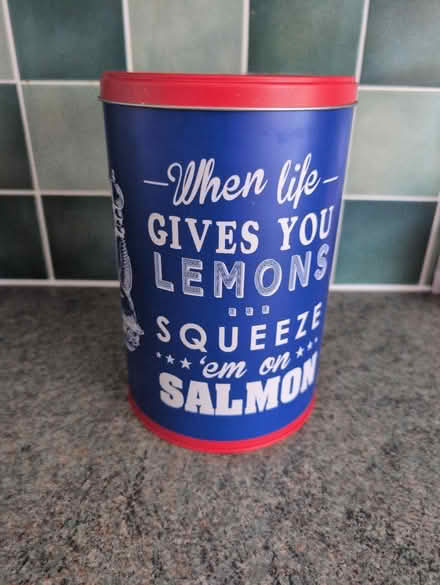 —When life—
GIVES YOU
LEMONS
...
SQUEEZE
'em on
SALMON